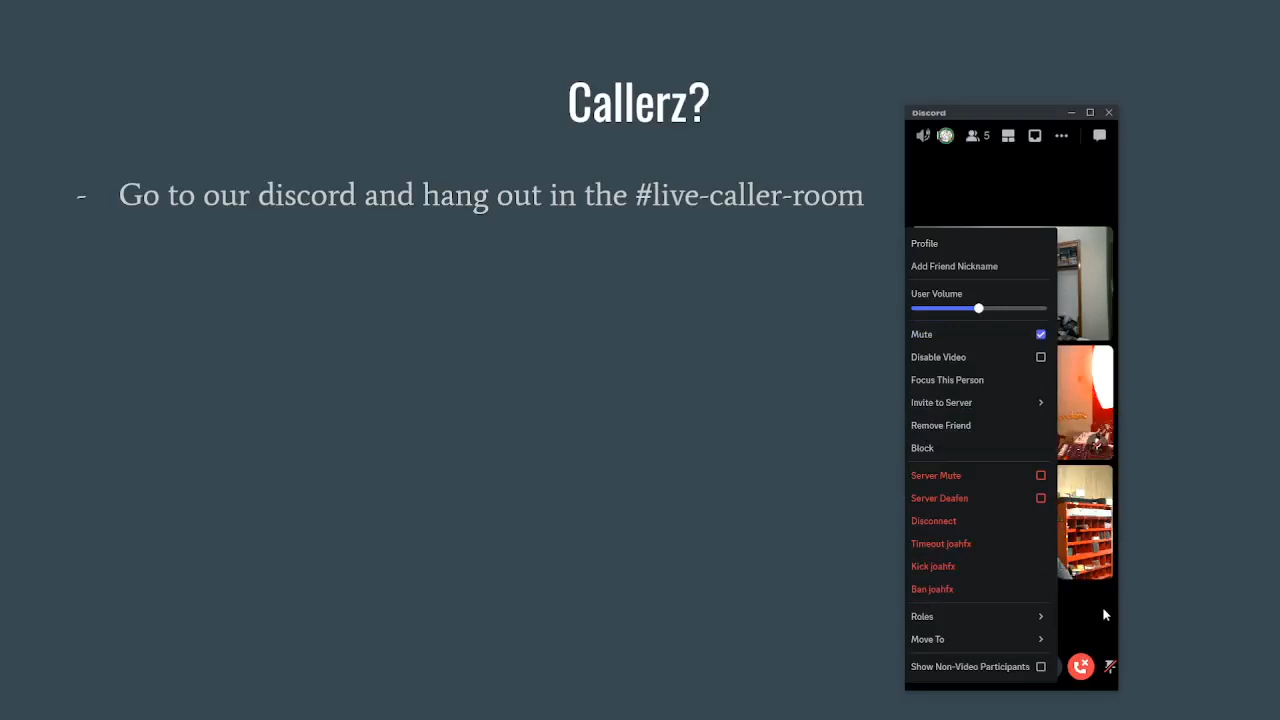 Callerz?
- Go to our discord and hang out in the #live-caller-room
Discord
5
Profile
Add Friend Nickname
User Volume
Mute
Disable Video
Focus This Person
Invite to Server
Remove Friend
Block
Server Mute
Server Deafen
Disconnect
Timeout joahfx
Kick joahfx
Ban joahfx
Roles
Move To
Show Non-Video Participants